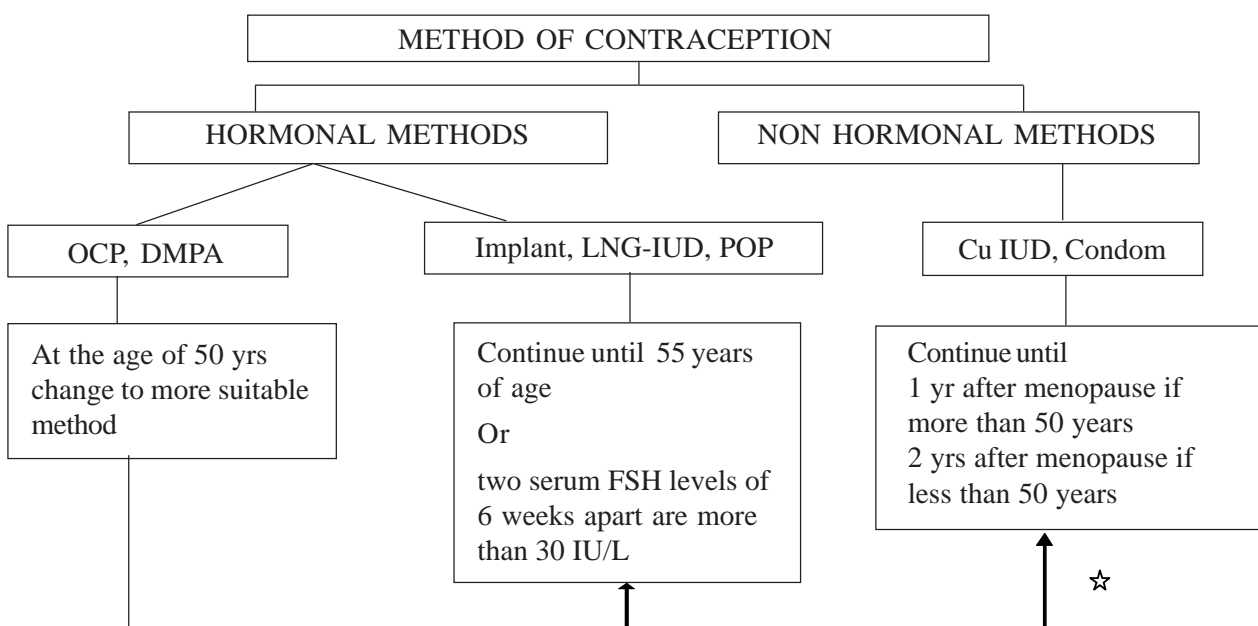 METHOD OF CONTRACEPTION
HORMONAL METHODS
NON HORMONAL METHODS
OCP, DMPA
Implant, LNG-IUD, POP
Cu IUD, Condom
At the age of 50 yrs
change to more suitable
method
Continue until 55 years
of age
Or
two serum FSH levels of
6 weeks apart are more
than 30 IU/L
Continue until
1 yr after menopause if
more than 50 years
2 yrs after menopause if
less than 50 years